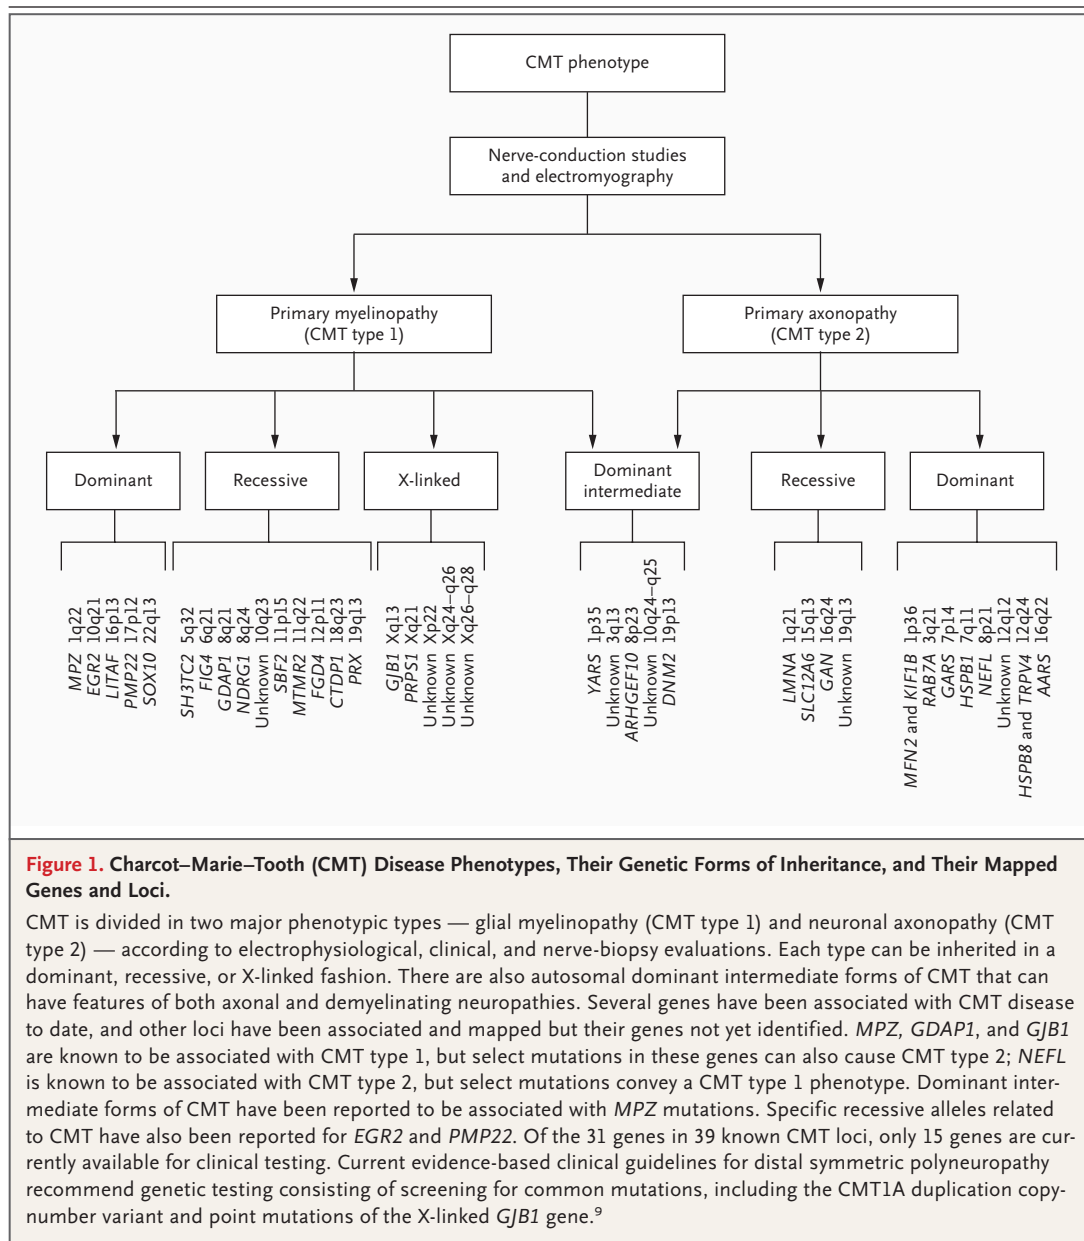 CMT phenotype
Nerve-conduction studies
and electromyography
Primary myelinopathy
(CMT type 1)
Primary axonopathy
(CMT type 2)
Dominant
Recessive
X-linked
Dominant
intermediate
Recessive
Dominant
MPZ 1q22
EGR2 10q21
LITAF 16p13
PMP22 17p12
SOX10 22q13
SH3TC2 5q32
FIG4 6q21
GDAP1 8q21
NDRG1 8q24
Unknown 10q23
SBF2 11p15
MTMR2 11q22
FGD4 12p11
CTDP1 18q23
PRX 19q13
GJB1 Xq13
PRPS1 Xq21
Unknown Xp22
Unknown Xq24–q26
Unknown Xq26–q28
YARS 1p35
Unknown 3q13
ARHGEF10 8p23
Unknown 10q24–q25
DNM2 19p13
LMNA 1q21
SLC12A6 15q13
GAN 16q24
Unknown 19q13
MFN2 and KIF1B 1p36
RAB7A 3q21
GARS 7p14
HSPB1 7q11
NEFL 8p21
Unknown 12q12
HSPB8 and TRPV4 12q24
AARS 16q22
Figure 1. Charcot–Marie–Tooth (CMT) Disease Phenotypes, Their Genetic Forms of Inheritance, and Their Mapped
Genes and Loci.
CMT is divided in two major phenotypic types — glial myelinopathy (CMT type 1) and neuronal axonopathy (CMT
type 2) — according to electrophysiological, clinical, and nerve-biopsy evaluations. Each type can be inherited in a
dominant, recessive, or X-linked fashion. There are also autosomal dominant intermediate forms of CMT that can
have features of both axonal and demyelinating neuropathies. Several genes have been associated with CMT disease
to date, and other loci have been associated and mapped but their genes not yet identified. MPZ, GDAP1, and GJB1
are known to be associated with CMT type 1, but select mutations in these genes can also cause CMT type 2; NEFL
is known to be associated with CMT type 2, but select mutations convey a CMT type 1 phenotype. Dominant inter-
mediate forms of CMT have been reported to be associated with MPZ mutations. Specific recessive alleles related
to CMT have also been reported for EGR2 and PMP22. Of the 31 genes in 39 known CMT loci, only 15 genes are cur-
rently available for clinical testing. Current evidence-based clinical guidelines for distal symmetric polyneuropathy
recommend genetic testing consisting of screening for common mutations, including the CMT1A duplication copy-
number variant and point mutations of the X-linked GJB1 gene.⁹